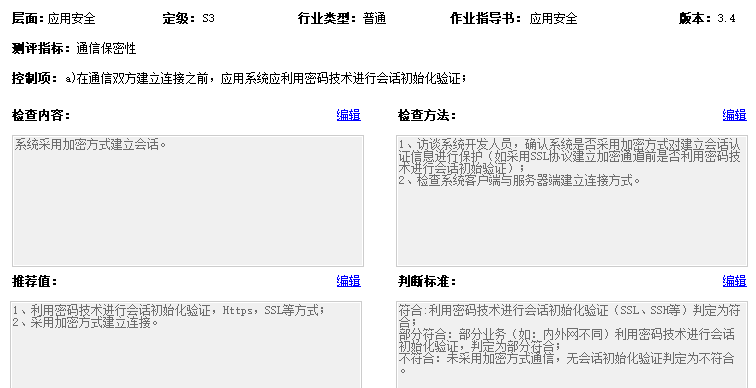 层面：应用安全 定级：S3 行业类型：普通 作业指导书：应用安全 版本：3.4
测评指标：通信保密性
控制项：a)在通信双方建立连接之前，应用系统应利用密码技术进行会话初始化验证；
检查内容： 编辑 检查方法： 编辑
系统采用加密方式建立会话。
1、访谈系统开发人员，确认系统是否采用加密方式对建立会话认
证信息进行保护（如采用SSL协议建立加密通道前是否利用密码技
术进行会话初始验证）；
2、检查系统客户端与服务器端建立连接方式。
推荐值： 编辑 判断标准： 编辑
1、利用密码技术进行会话初始化验证，Https，SSL等方式；
2、采用加密方式建立连接。
符合:利用密码技术进行会话初始化验证（SSL、SSH等）判定为符
合；
部分符合：部分业务（如：内外网不同）利用密码技术进行会话
初始化验证，判定为部分符合；
不符合：未采用加密方式通信，无会话初始化验证判定为不符合
。